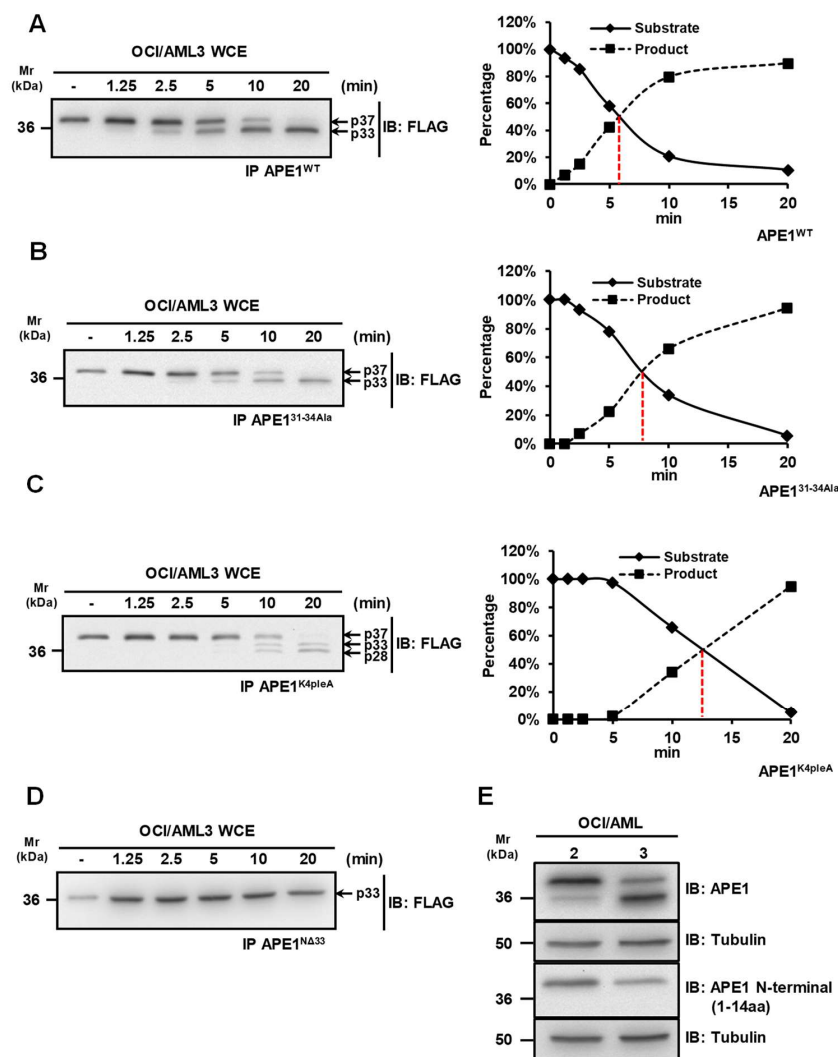 A
OCI/AML3 WCE
Mr
(kDa)
- 1.25 2.5 5 10 20 (min)
36
p37
p33
IB: FLAG
IP APE1WT
120%
100%
80%
60%
40%
20%
0%
Percentage
Substrate
Product
0 5 10 15 20
min
APE1WT
B
OCI/AML3 WCE
Mr
(kDa)
- 1.25 2.5 5 10 20 (min)
36
p37
p33
IB: FLAG
IP APE131-34Ala
120%
100%
80%
60%
40%
20%
0%
Percentage
Substrate
Product
0 5 10 15 20
min
APE131-34Ala
C
OCI/AML3 WCE
Mr
(kDa)
- 1.25 2.5 5 10 20 (min)
36
p37
p33
p28
IB: FLAG
IP APE1K4pleA
120%
100%
80%
60%
40%
20%
0%
Percentage
Substrate
Product
0 5 10 15 20
min
APE1K4pleA
D
OCI/AML3 WCE
Mr
(kDa)
- 1.25 2.5 5 10 20 (min)
36
p33
IB: FLAG
IP APE1NΔ33
E
OCI/AML
Mr
(kDa)
2 3
36
IB: APE1
50
IB: Tubulin
36
IB: APE1 N-terminal
(1-14aa)
50
IB: Tubulin